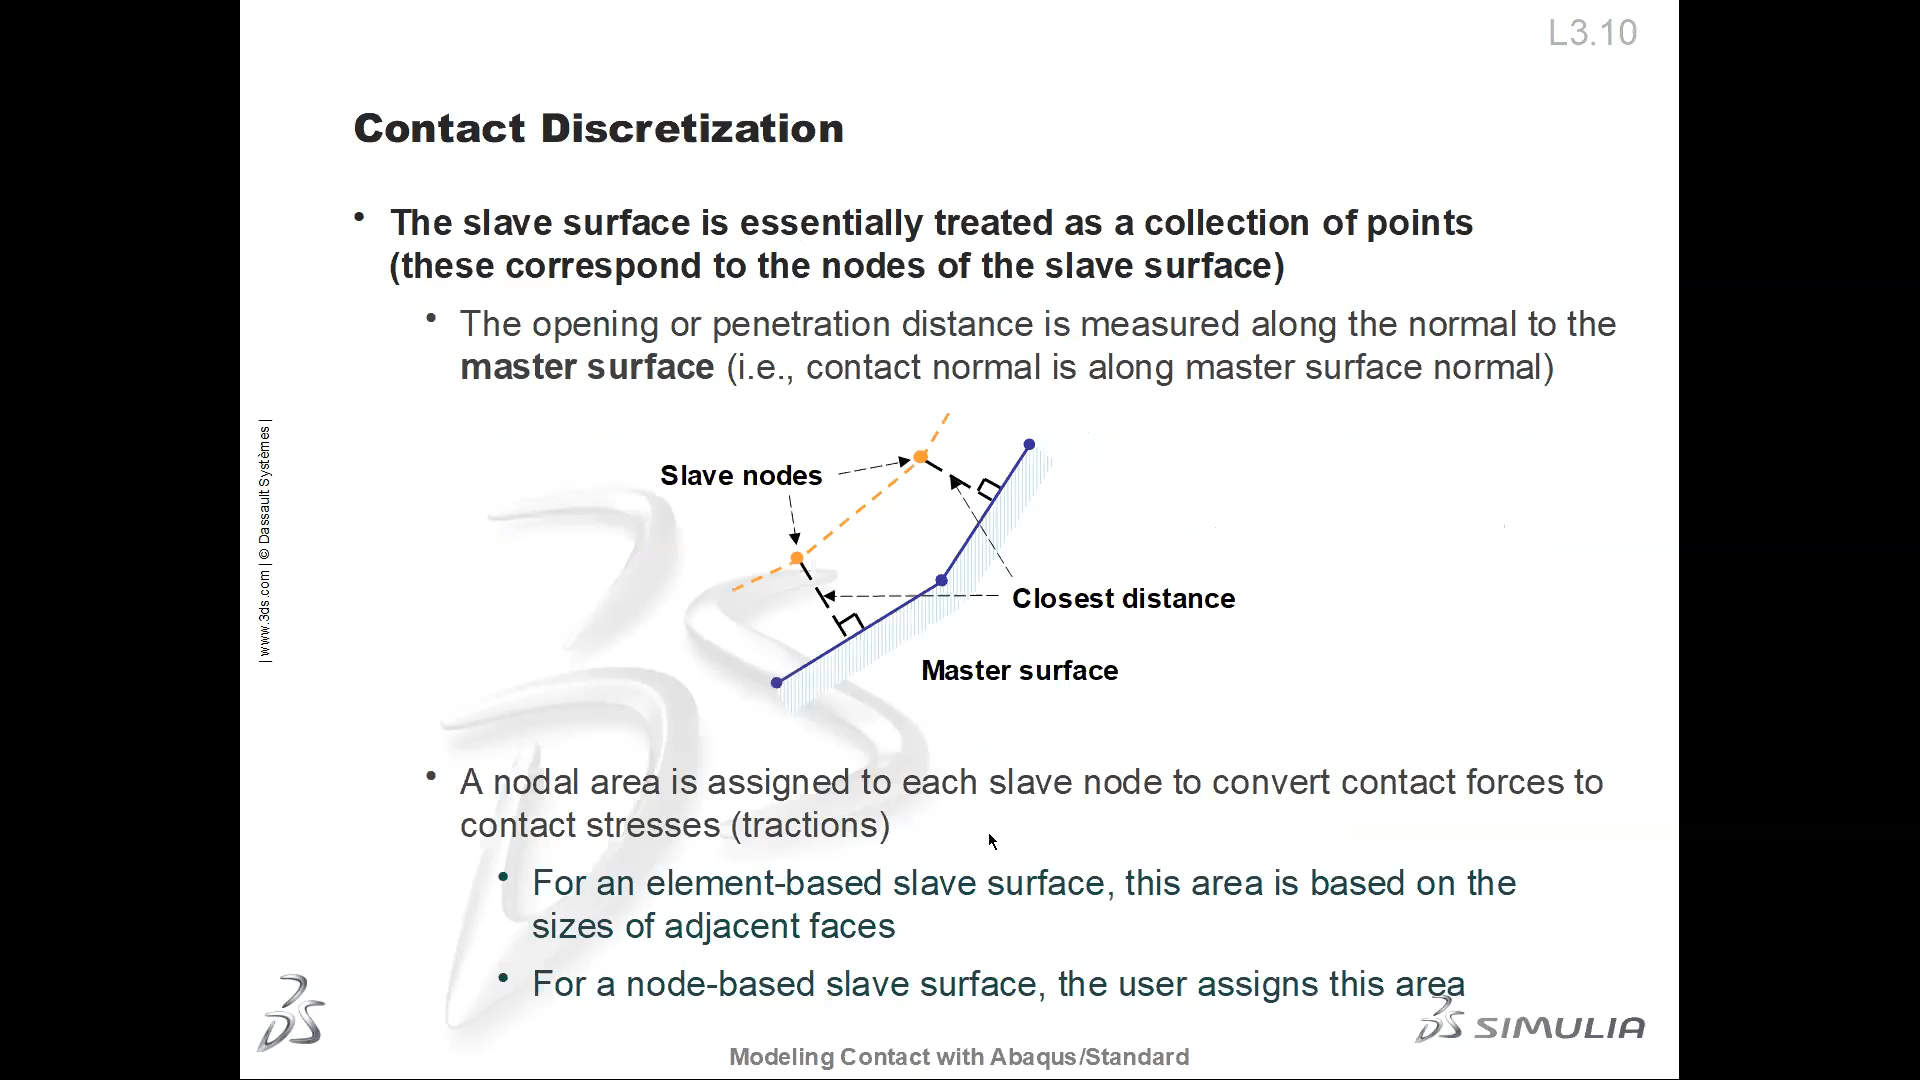 L3.10
Contact Discretization
• The slave surface is essentially treated as a collection of points
(these correspond to the nodes of the slave surface)
• The opening or penetration distance is measured along the normal to the
master surface (i.e., contact normal is along master surface normal)
Slave nodes
Closest distance
Master surface
| www.3ds.com | © Dassault Systèmes |
• A nodal area is assigned to each slave node to convert contact forces to
contact stresses (tractions)
• For an element-based slave surface, this area is based on the
sizes of adjacent faces
• For a node-based slave surface, the user assigns this area
SIMULIA
Modeling Contact with Abaqus/Standard